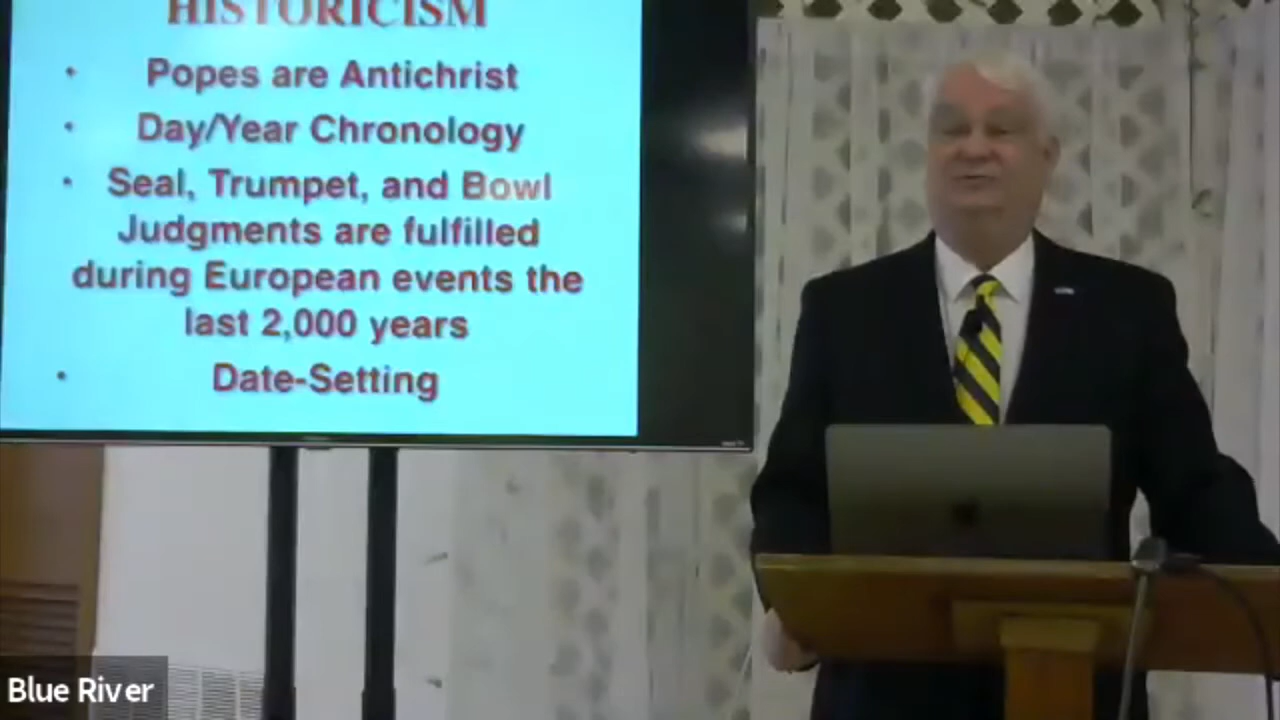 HISTORICISM
• Popes are Antichrist
• Day/Year Chronology
• Seal, Trumpet, and Bowl
Judgments are fulfilled
during European events the
last 2,000 years
• Date-Setting
Blue River